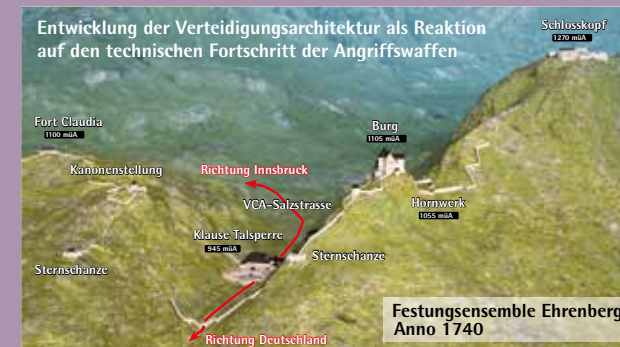 Entwicklung der Verteidigungsarchitektur als Reaktion
auf den technischen Fortschritt der Angriffswaffen
Schlosskopf
1270 müA
Fort Claudia
1100 müA
Burg
1105 müA
Kanonenstellung
Richtung Innsbruck
VCA-Salzstrasse
Hornwerk
1055 müA
Klause Talsperre
945 müA
Sternschanze
Sternschanze
Festungsensemble Ehrenberg
Anno 1740
Richtung Deutschland